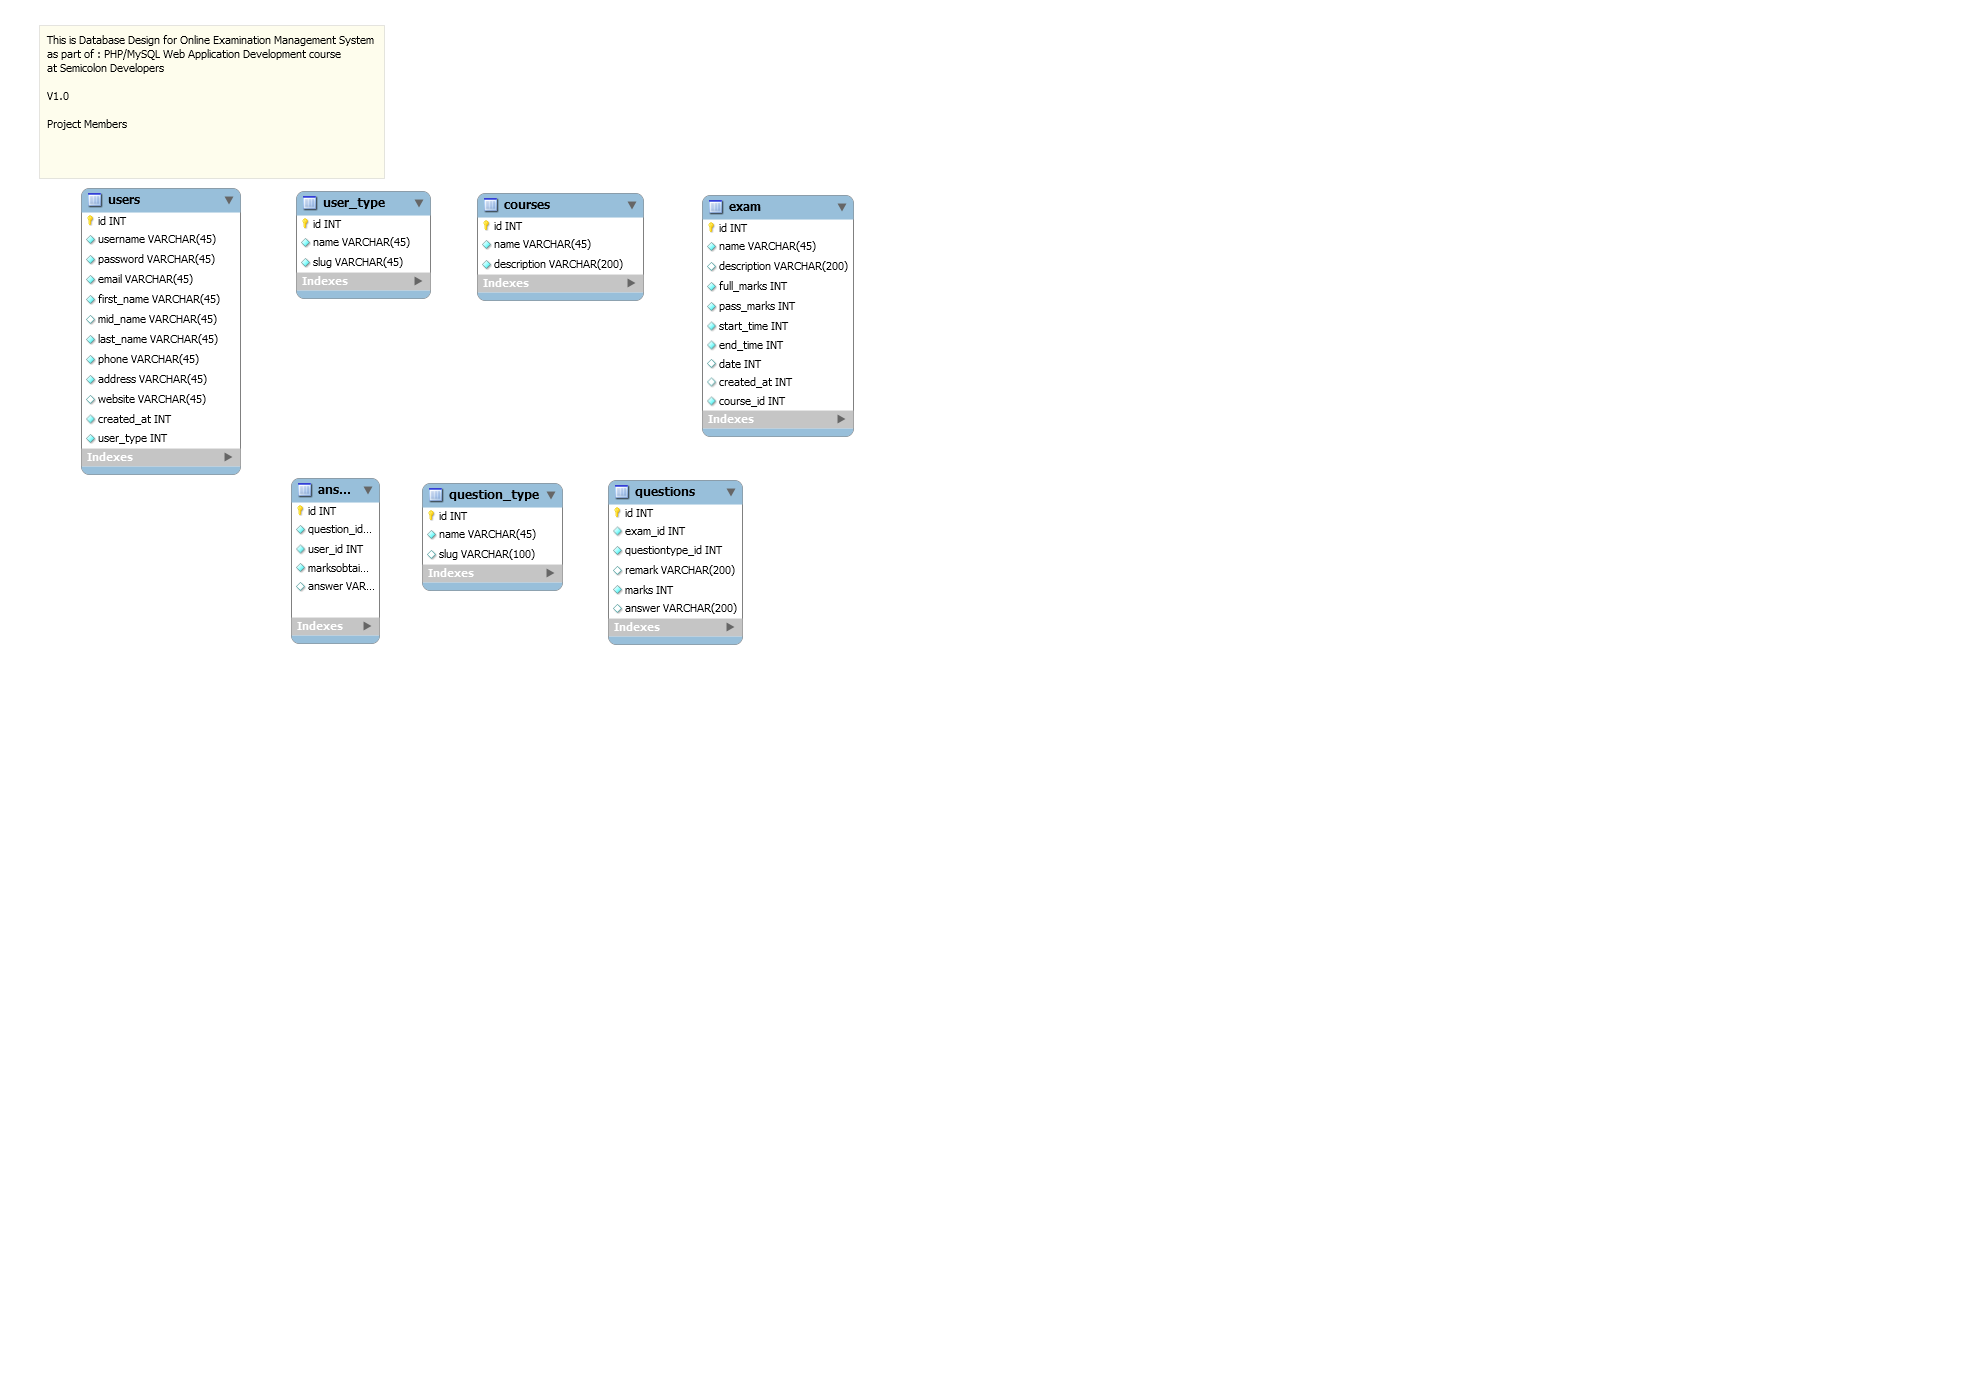 This is Database Design for Online Examination Management System
as part of : PHP/MySQL Web Application Development course
at Semicolon Developers
V1.0
Project Members
users
id INT
username VARCHAR(45)
password VARCHAR(45)
email VARCHAR(45)
first_name VARCHAR(45)
mid_name VARCHAR(45)
last_name VARCHAR(45)
phone VARCHAR(45)
address VARCHAR(45)
website VARCHAR(45)
created_at INT
user_type INT
Indexes
user_type
id INT
name VARCHAR(45)
slug VARCHAR(45)
Indexes
courses
id INT
name VARCHAR(45)
description VARCHAR(200)
Indexes
exam
id INT
name VARCHAR(45)
description VARCHAR(200)
full_marks INT
pass_marks INT
start_time INT
end_time INT
date INT
created_at INT
course_id INT
Indexes
ans...
id INT
question_id...
user_id INT
marksobtai...
answer VAR...
Indexes
question_type
id INT
name VARCHAR(45)
slug VARCHAR(100)
Indexes
questions
id INT
exam_id INT
questiontype_id INT
remark VARCHAR(200)
marks INT
answer VARCHAR(200)
Indexes